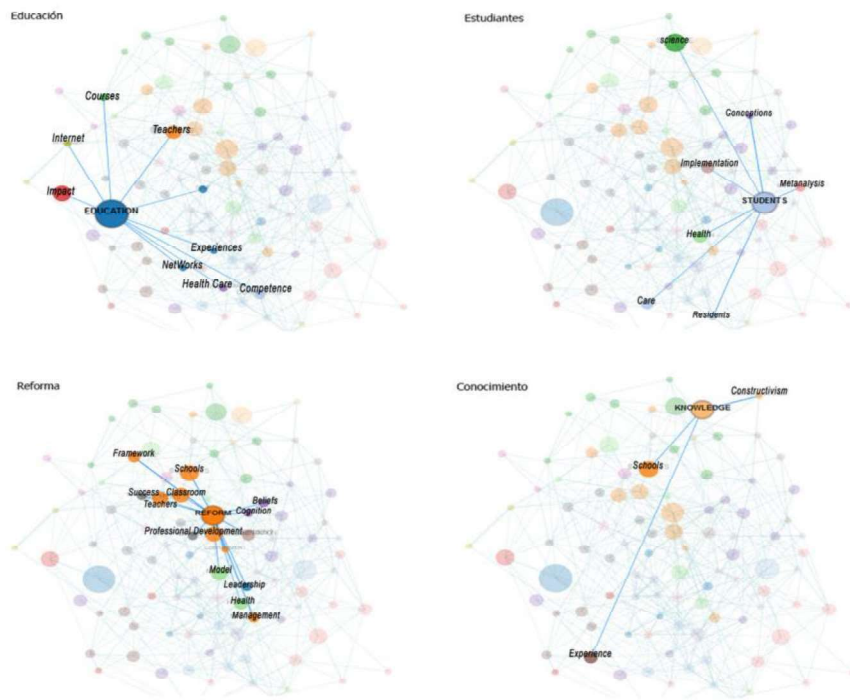 Educación
Courses
Teachers
Internet
Impact
EDUCATION
Experiences
NetWorks
Health Care
Competence
Estudiantes
science
Conceptions
Implementation
Metanalysis
STUDENTS
Health
Care
Residents
Reforma
Framework
Schools
Success Classroom
Teachers
Beliefs
REFORM
Cognition
Professional Development
Model
Leadership
Health
Management
Conocimiento
Constructivism
KNOWLEDGE
Schools
Experience